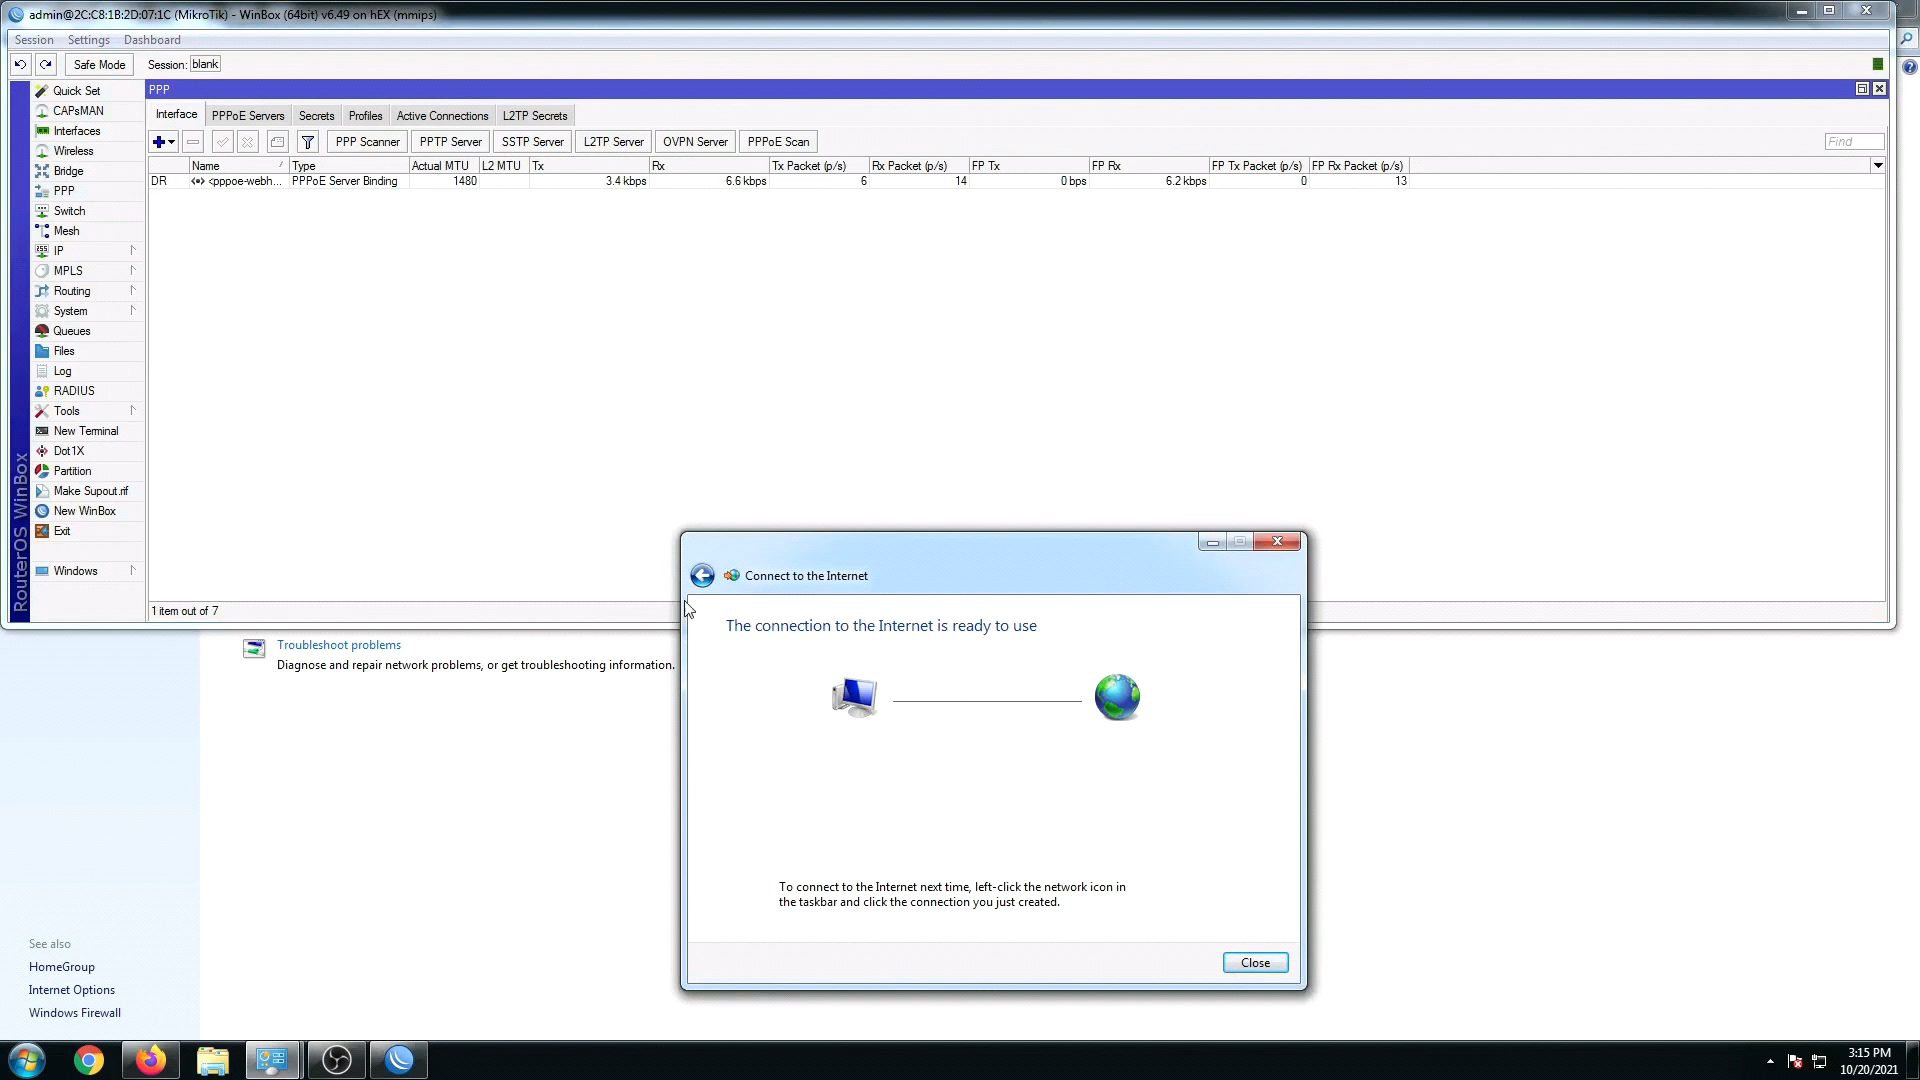 admin@2C:C8:1B:2D:07:1C (MikroTik) - WinBox (64bit) v6.49 on hEX (mmips)
Session Settings Dashboard
Safe Mode Session: blank
Quick Set
CAPsMAN
Interfaces
Wireless
Bridge
PPP
Switch
Mesh
IP
MPLS
Routing
System
Queues
Files
Log
RADIUS
Tools
New Terminal
Dot1X
Partition
Make Supout.rif
New WinBox
Exit
Windows
RouterOS WinBox
PPP
Interface PPPoE Servers Secrets Profiles Active Connections L2TP Secrets
PPP Scanner PPTP Server SSTP Server L2TP Server OVPN Server PPPoE Scan Find
Name Type Actual MTU L2 MTU Tx Rx Tx Packet (p/s) Rx Packet (p/s) FP Tx FP Rx FP Tx Packet (p/s) FP Rx Packet (p/s)
DR <pppoe-webh... PPPoE Server Binding 1480 3.4 kbps 6.6 kbps 6 14 0 bps 6.2 kbps 0 13
1 item out of 7
Troubleshoot problems
Diagnose and repair network problems, or get troubleshooting information.
See also
HomeGroup
Internet Options
Windows Firewall
Connect to the Internet
The connection to the Internet is ready to use
To connect to the Internet next time, left-click the network icon in
the taskbar and click the connection you just created.
Close
3:15 PM
10/20/2021